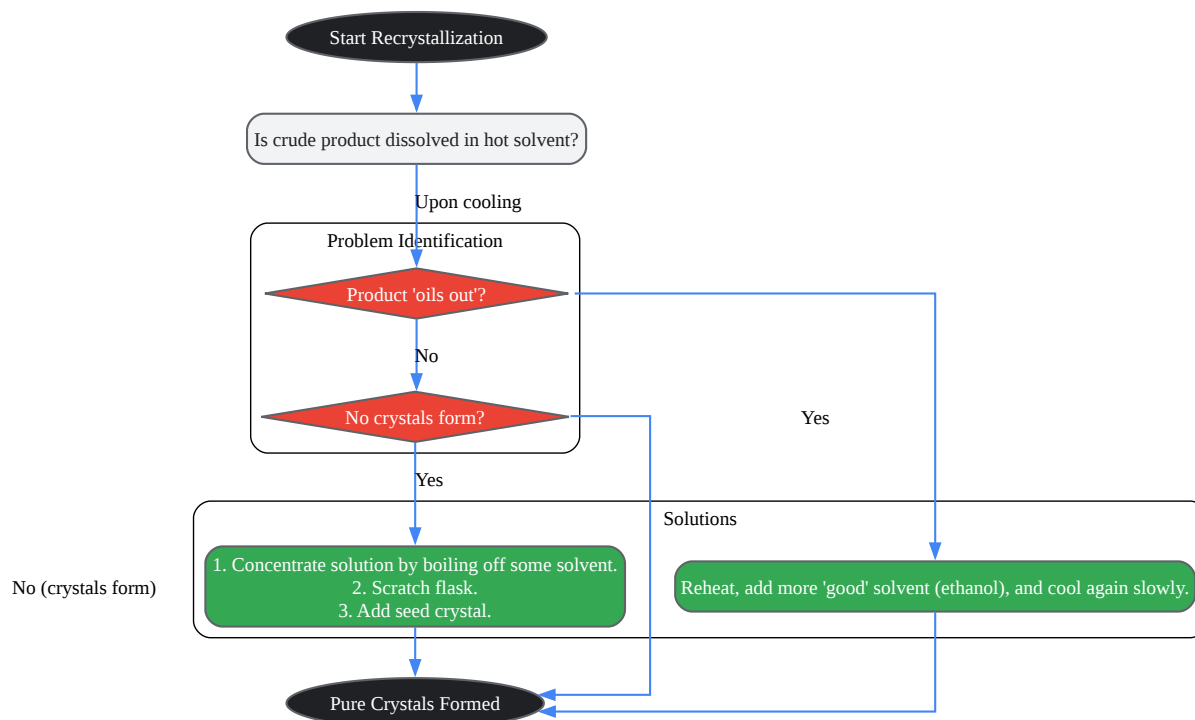 Start Recrystallization
Is crude product dissolved in hot solvent?
Upon cooling
Problem Identification
Product 'oils out'?
No
No crystals form?
Yes
Yes
Solutions
1. Concentrate solution by boiling off some solvent.
2. Scratch flask.
3. Add seed crystal.
Reheat, add more 'good' solvent (ethanol), and cool again slowly.
No (crystals form)
Pure Crystals Formed